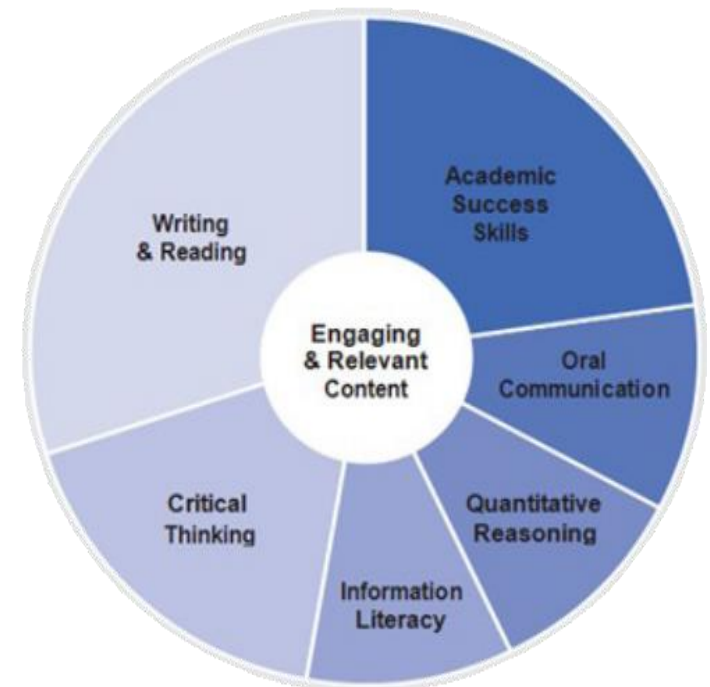 Academic
Success
Skills
Writing
& Reading
Engaging
& Relevant
Content
Oral
Communication
Critical
Thinking
Quantitative
Reasoning
Information
Literacy